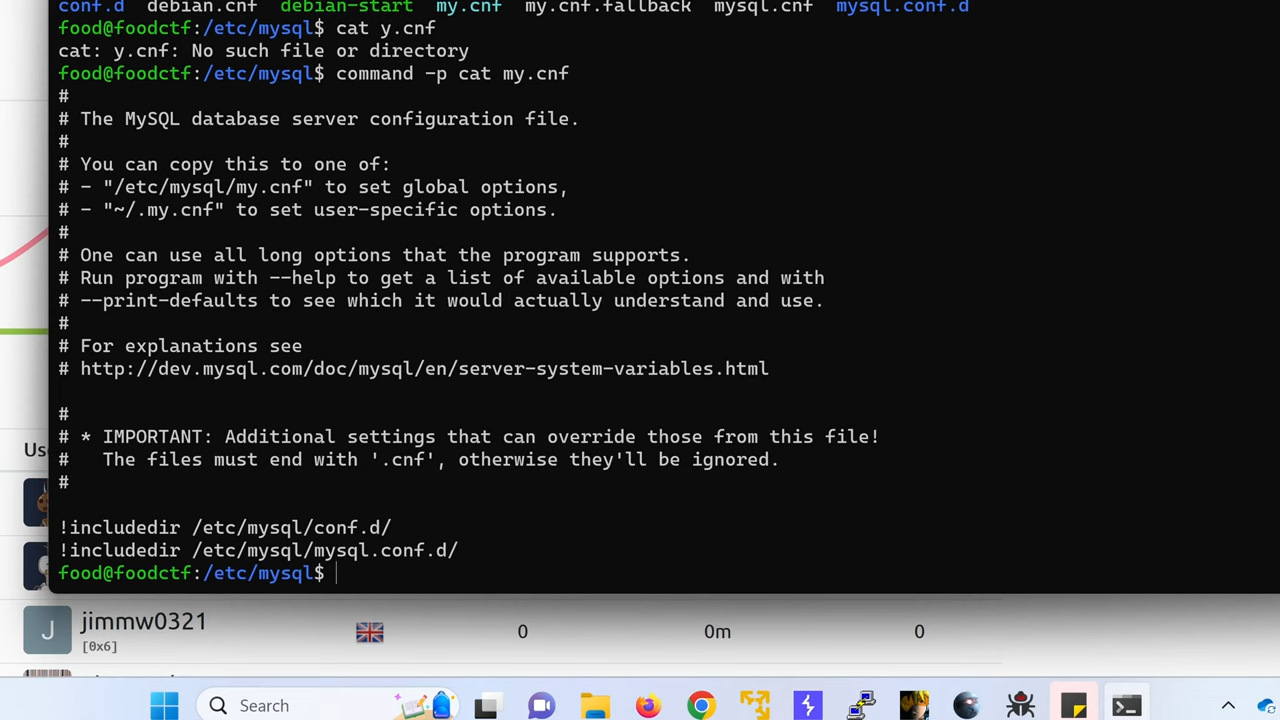 conf.d  debian.cnf  debian-start  my.cnf  my.cnf.fallback  mysql.cnf  mysql.conf.d
food@foodctf:/etc/mysql$ cat y.cnf
cat: y.cnf: No such file or directory
food@foodctf:/etc/mysql$ command -p cat my.cnf
#
# The MySQL database server configuration file.
#
# You can copy this to one of:
# - "/etc/mysql/my.cnf" to set global options,
# - "~/.my.cnf" to set user-specific options.
#
# One can use all long options that the program supports.
# Run program with --help to get a list of available options and with
# --print-defaults to see which it would actually understand and use.
#
# For explanations see
# http://dev.mysql.com/doc/mysql/en/server-system-variables.html
#
# * IMPORTANT: Additional settings that can override those from this file!
#   The files must end with '.cnf', otherwise they'll be ignored.
#
!includedir /etc/mysql/conf.d/
!includedir /etc/mysql/mysql.conf.d/
food@foodctf:/etc/mysql$
J jimmw0321 0 0m 0
[0x6]
Search